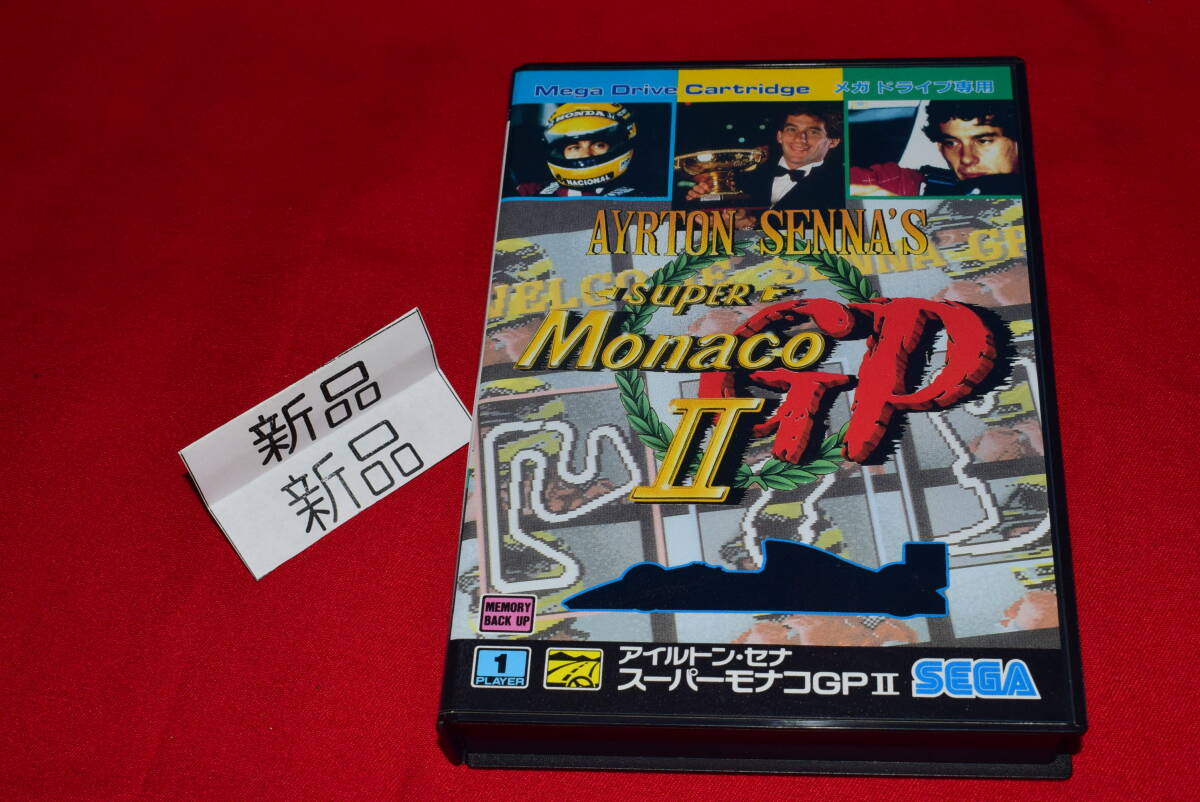 新品
新品
Mega Drive Cartridge メガドライブ専用
HONDA
NACIONAL
AYRTON SENNA'S
SUPER
Monaco GP
II
MEMORY
BACK UP
1
PLAYER
アイルトン・セナ
スーパーモナコGPⅡ
SEGA